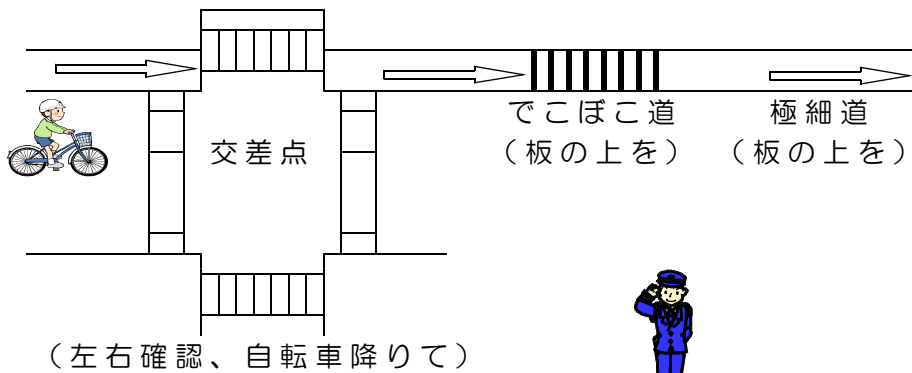 でこぼこ道
（板の上を）
極細道
（板の上を）
交差点
（左右確認、自転車降りて）